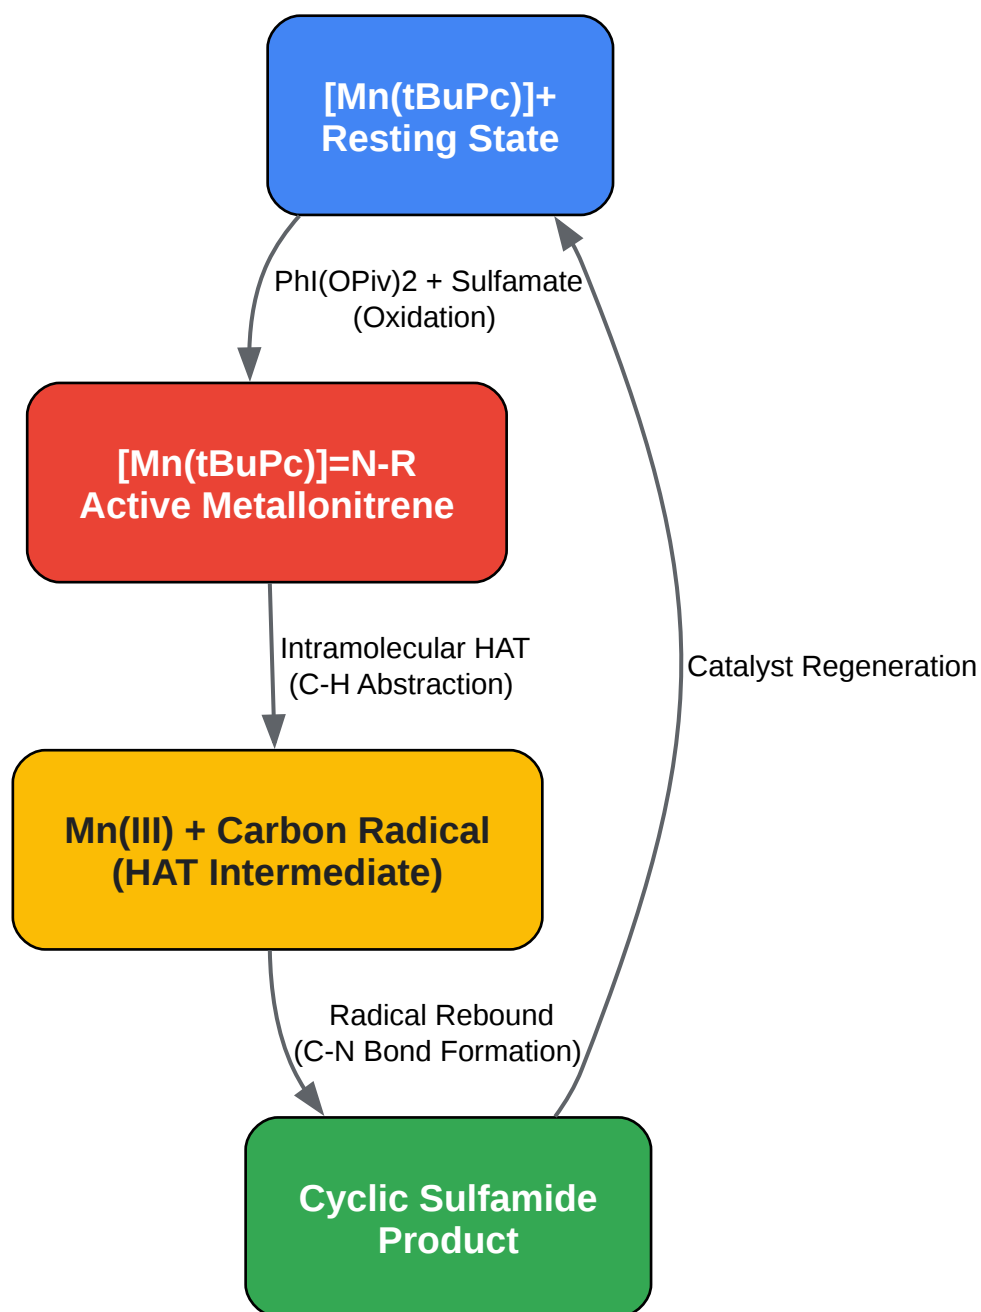 [Mn(tBuPc)]+
Resting State
PhI(OPiv)2 + Sulfamate
(Oxidation)
[Mn(tBuPc)]=N-R
Active Metallonitrene
Intramolecular HAT
(C-H Abstraction)
Catalyst Regeneration
Mn(III) + Carbon Radical
(HAT Intermediate)
Radical Rebound
(C-N Bond Formation)
Cyclic Sulfamide
Product